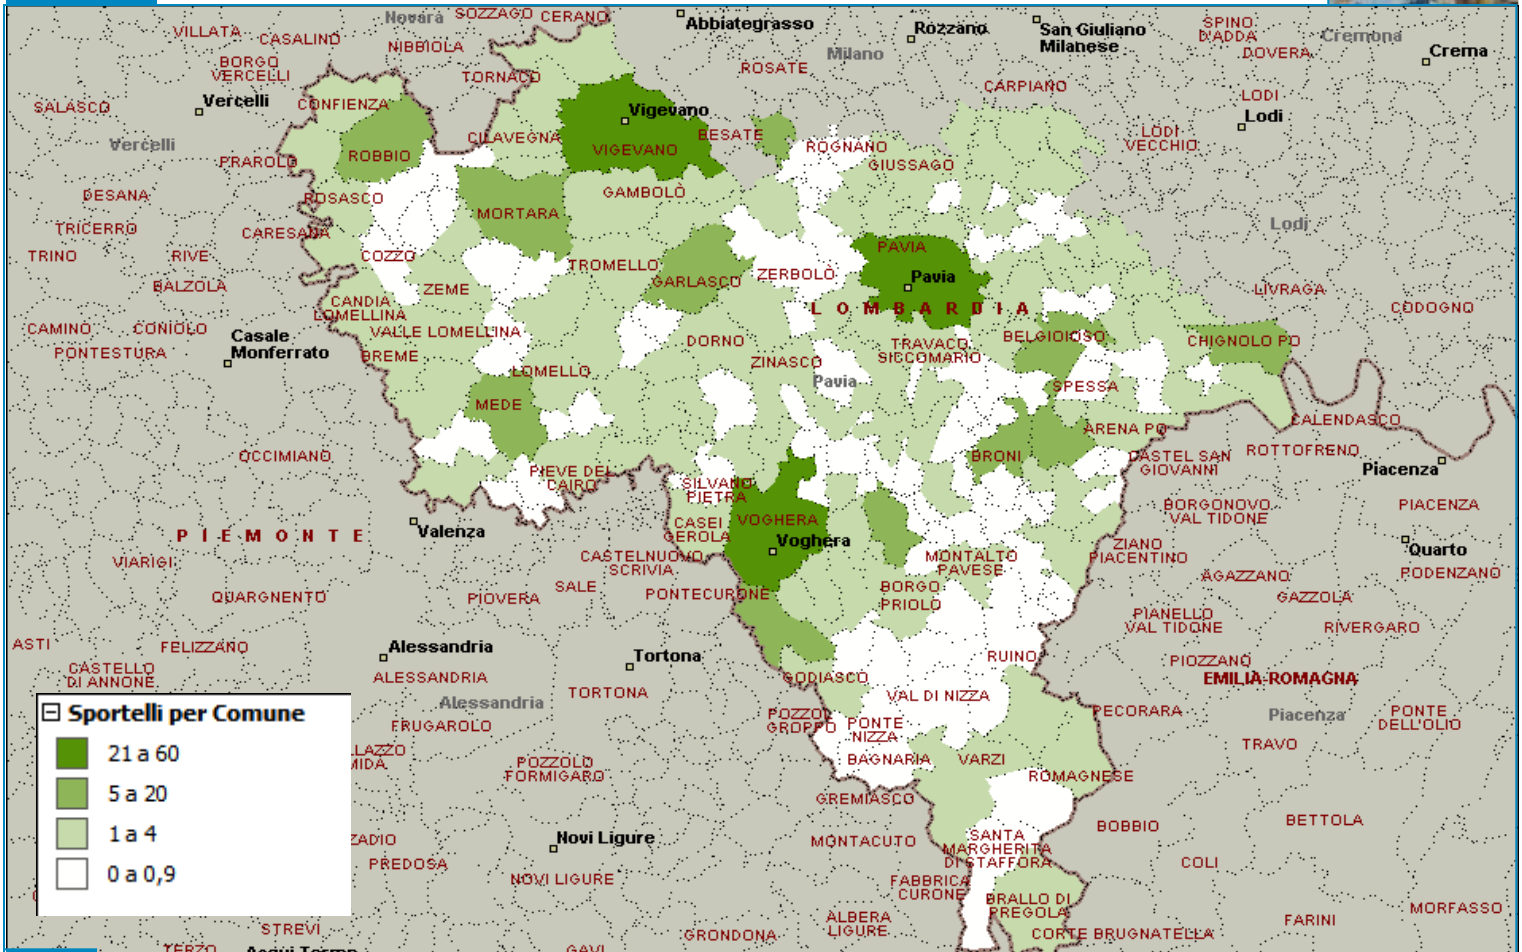 Novara
SOZZAGO
CERANO
Abbiategrasso
Rozzano
San Giuliano
Milanese
SPINO
D'ADDA
Cremona
VILLATA
CASALINO
NIBBIOLA
Milano
DOVERA
Crema
BORGO
VERCELLI
TORNACO
ROSATE
CARPIANO
LODI
SALASCO
Vercelli
CONFIENZA
Vigevano
Lodi
Vercelli
CILAVEGNA
BESATE
ROGNANO
LODI
VECCHIO
PRAROLO
ROBBIO
VIGEVANO
GIUSSAGO
DESANA
ROSASCO
GAMBOLÒ
MORTARA
TRICERRO
CARESANA
PAVIA
Lodi
TRINO
RIVE
COZZO
TROMELLO
GARLASCO
ZERBOLÒ
Pavia
BALZOLA
ZEME
LIVRAGA
CANDIA
LOMELLINA
LOMBARDIA
CODOGNO
CAMINO
CONIOLO
VALLE LOMELLINA
Casale
Monferrato
DORNO
TRAVACO
SICCOMARIO
BELGIOIOSO
CHIGNOLO PO
PONTESTURA
BREME
ZINASCO
LOMELLO
Pavia
SPESSA
MEDE
ARENA PO
CALENDASCO
OCCIMIANO
BRONI
CASTEL SAN
GIOVANNI
ROTTOFRENO
Piacenza
PIEVE DEL
CAIRO
SILVANO
PIETRA
BORGONOVO
VAL TIDONE
PIACENZA
PIEMONTE
Valenza
CASEI
GEROLA
VOGHERA
Voghera
ZIANO
PIACENTINO
Quarto
VIARIGI
CASTELNUOVO
SCRIVIA
MONTALTO
PAVESE
AGAZZANO
PODENZANO
QUARGNENTO
PIOVERA
SALE
PONTECURONE
BORGO
PRIOLO
GAZZOLA
PIANELLO
VAL TIDONE
RIVERGARO
ASTI
FELIZZANO
Alessandria
Tortona
RUINO
CASTELLO
DI ANNONE
ALESSANDRIA
GODIASCO
PIOZZANO
EMILIA-ROMAGNA
Alessandria
TORTONA
VAL DI NIZZA
FRUGAROLO
POZZOL
GROPPO
PONTE
NIZZA
PECORARA
Piacenza
PONTE
DELL'OLIO
LLAZZO
MIDA
POZZOLO
FORMIGARO
BAGNARIA
VARZI
ROMAGNESE
TRAVO
GREMIASCO
ZADIO
PREDOSA
Novi Ligure
MONTACUTO
SANTA
MARGHERITA
DI STAFFORA
BOBBIO
BETTOLA
NOVI LIGURE
FABBRICA
CURONE
COLI
BRALLO DI
PREGOLA
MORFASSO
STREVI
ALBERA
LIGURE
GRONDONA
CORTE BRUGNATELLA
FARINI
TERZO
Acqui Terme
GAVI
Sportelli per Comune
21 a 60
5 a 20
1 a 4
0 a 0,9